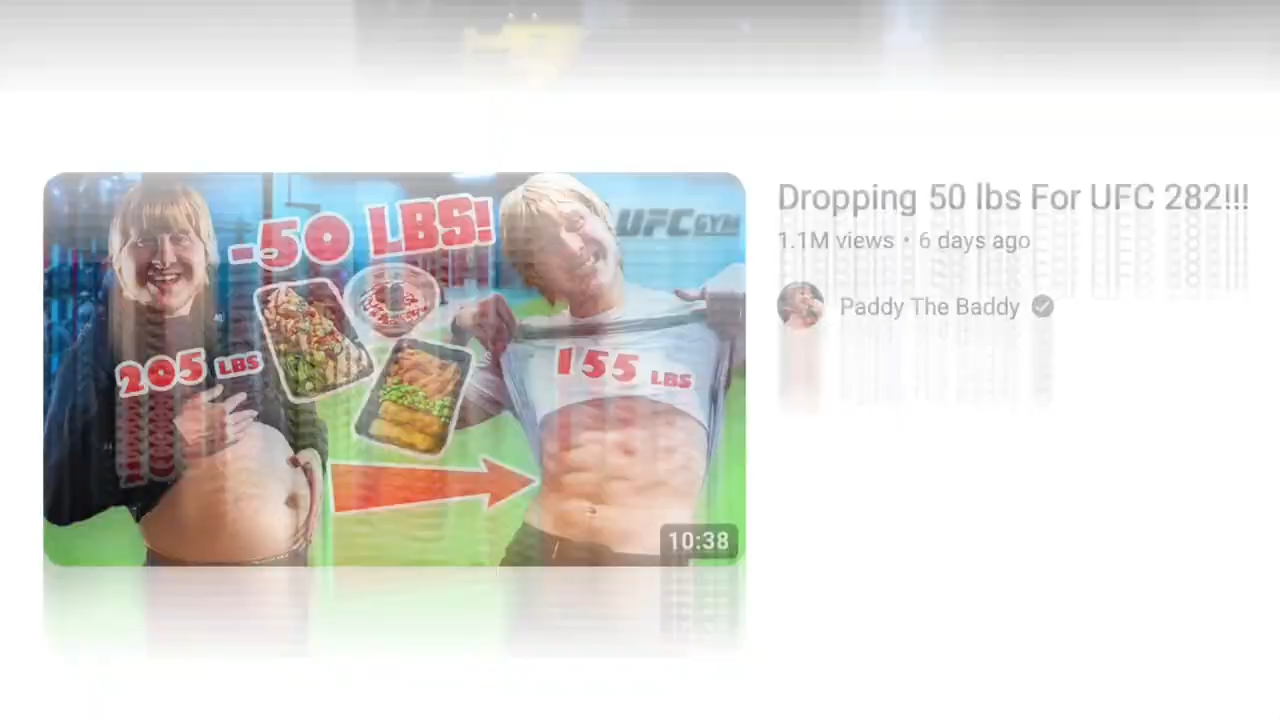 -50 LBS!
UFC GYM
205 LBS
155 LBS
10:38
Dropping 50 lbs For UFC 282!!!
1.1M views • 6 days ago
Paddy The Baddy